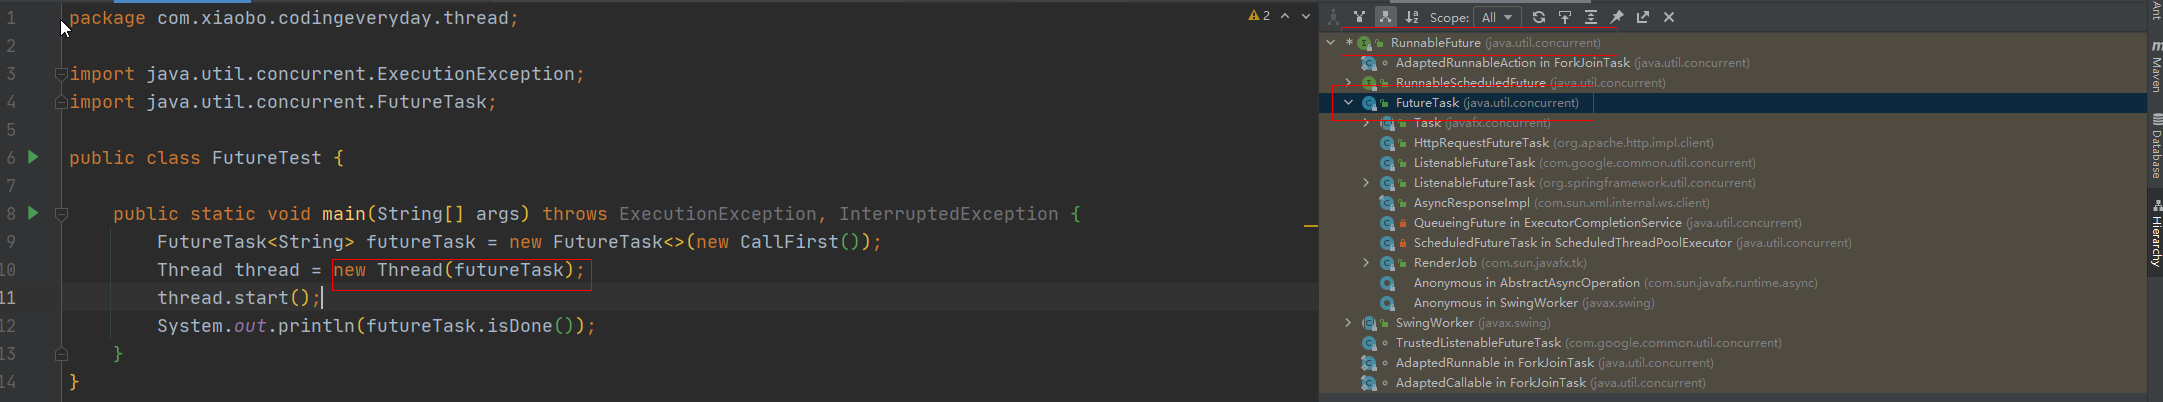 1 package com.xiaobo.codingeveryday.thread;
2
3 import java.util.concurrent.ExecutionException;
4 import java.util.concurrent.FutureTask;
5
6 public class FutureTest {
7
8 public static void main(String[] args) throws ExecutionException, InterruptedException {
9 FutureTask<String> futureTask = new FutureTask<>(new CallFirst());
10 Thread thread = new Thread(futureTask);
11 thread.start();
12 System.out.println(futureTask.isDone());
13 }
14 }
2
Scope: All
* RunnableFuture (java.util.concurrent)
AdaptedRunnableAction in ForkJoinTask (java.util.concurrent)
RunnableScheduledFuture (java.util.concurrent)
FutureTask (java.util.concurrent)
Task (javafx.concurrent)
HttpRequestFutureTask (org.apache.http.impl.client)
ListenableFutureTask (com.google.common.util.concurrent)
ListenableFutureTask (org.springframework.util.concurrent)
AsyncResponseImpl (com.sun.xml.internal.ws.client)
QueueingFuture in ExecutorCompletionService (java.util.concurrent)
ScheduledFutureTask in ScheduledThreadPoolExecutor (java.util.concurrent)
RenderJob (com.sun.javafx.tk)
Anonymous in AbstractAsyncOperation (com.sun.javafx.runtime.async)
Anonymous in SwingWorker (javax.swing)
SwingWorker (javax.swing)
TrustedListenableFutureTask (com.google.common.util.concurrent)
AdaptedRunnable in ForkJoinTask (java.util.concurrent)
AdaptedCallable in ForkJoinTask (java.util.concurrent)
Ant
m Maven
Database
Hierarchy